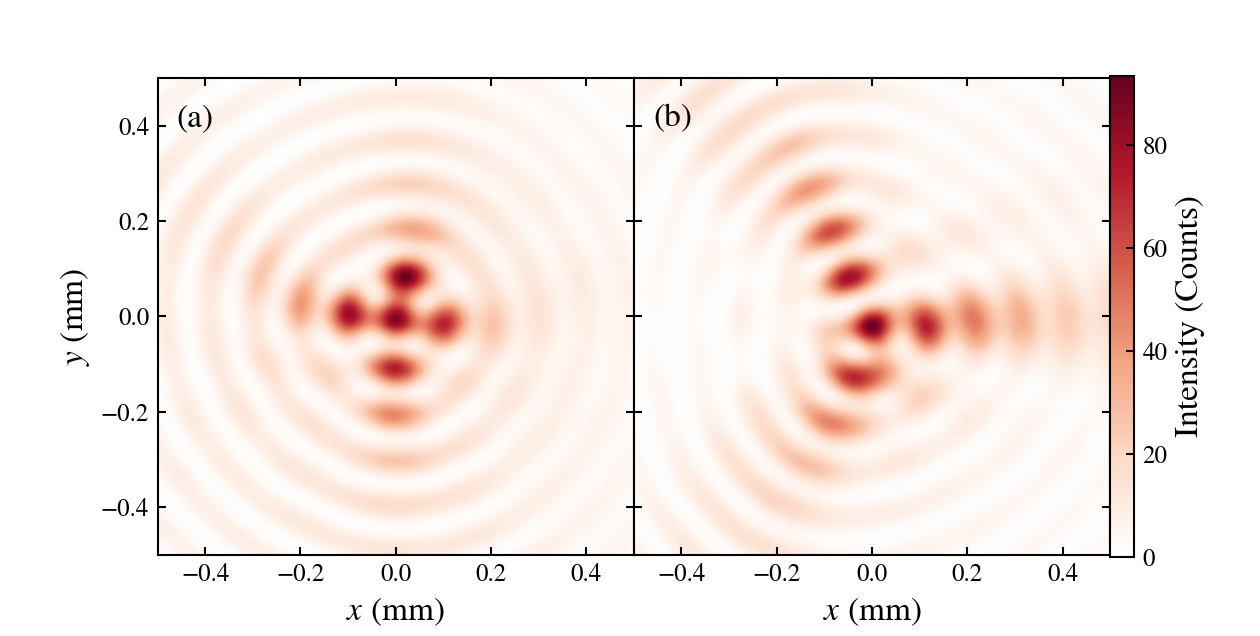 (a)
(b)
0.4
0.2
0.0
−0.2
−0.4
y (mm)
−0.4 −0.2 0.0 0.2 0.4
x (mm)
−0.4 −0.2 0.0 0.2 0.4
x (mm)
80
60
40
20
0
Intensity (Counts)